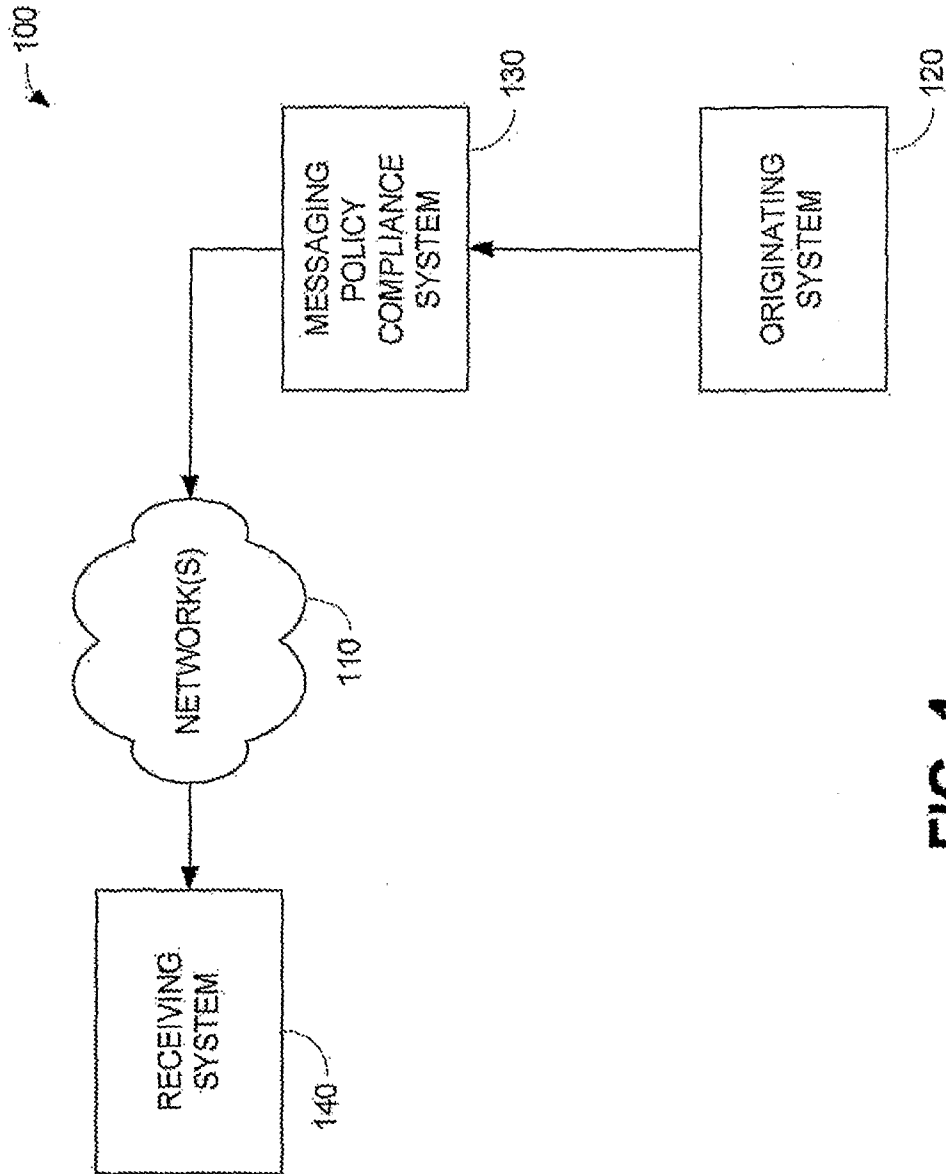 100
RECEIVING
SYSTEM
140
NETWORK(S)
110
MESSAGING
POLICY
COMPLIANCE
SYSTEM
130
ORIGINATING
SYSTEM
120